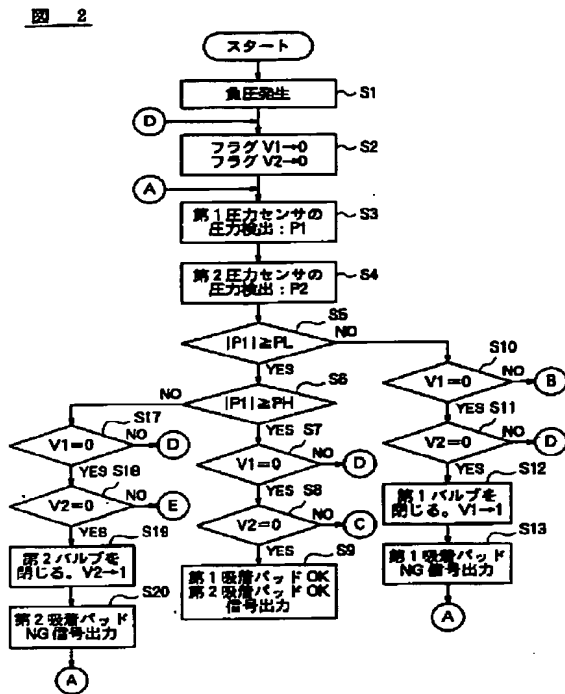 図 2
スタート
負圧発生
S1
D
フラグ V1→0
フラグ V2→0
S2
A
第1圧力センサの
圧力検出：P1
S3
第2圧力センサの
圧力検出：P2
S4
|P1|≧PL
S5
NO
YES
|P1|≧PH
S6
NO
YES
V1=0
S10
NO
B
YES
V2=0
S11
NO
D
YES
第1バルブを
閉じる。V1→1
S12
第1吸着パッド
NG信号出力
S13
A
V1=0
S7
NO
D
YES
V2=0
S8
NO
C
YES
第1吸着パッドOK
第2吸着パッドOK
信号出力
S9
V1=0
S17
NO
D
YES
V2=0
S18
NO
E
YES
第2バルブを
閉じる。V2→1
S19
第2吸着パッド
NG信号出力
S20
A